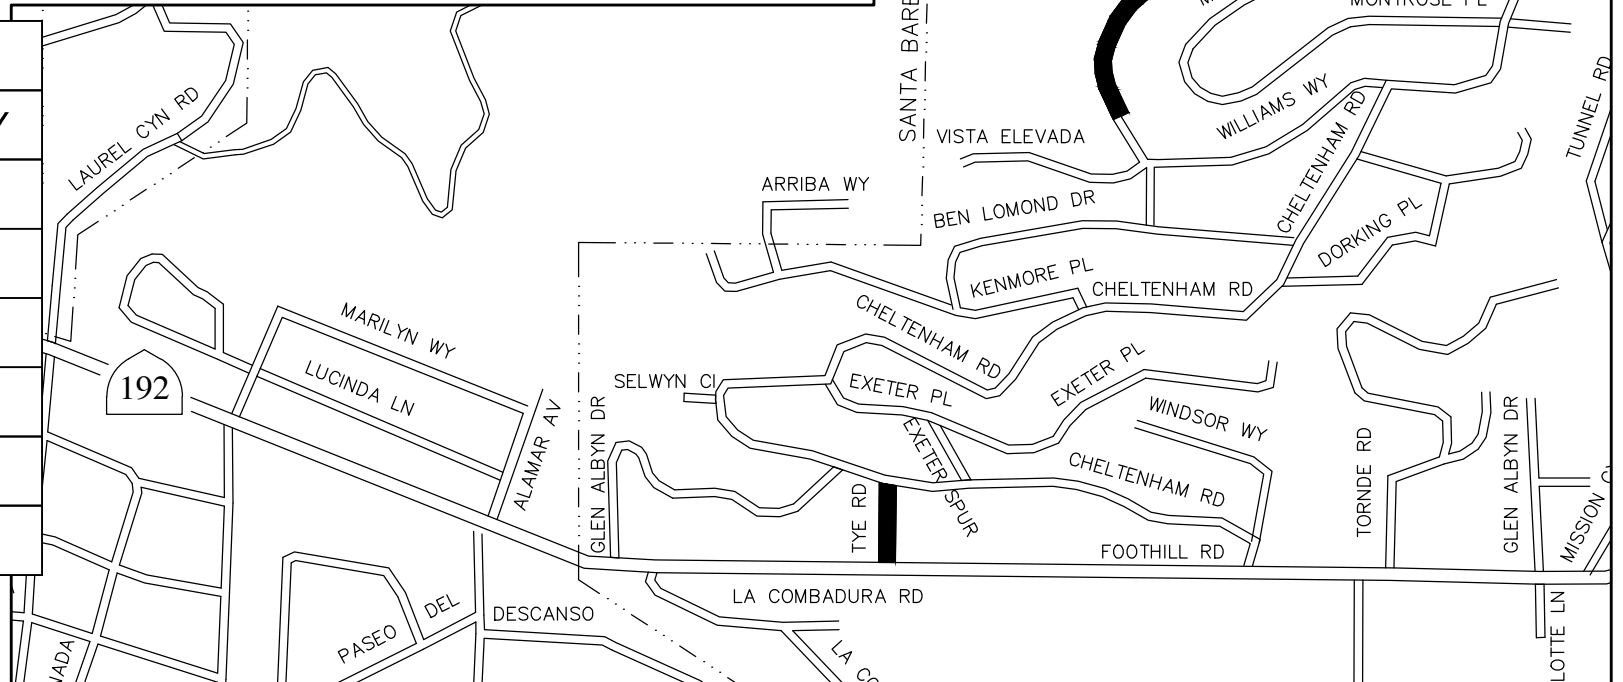 MONTROSE PL
SANTA BARB
TUNNEL RD
LAUREL CYN RD
WILLIAMS WY
CHELTENHAM RD
VISTA ELEVADA
ARRIBA WY
BEN LOMOND DR
DORKING PL
KENMORE PL
CHELTENHAM RD
MARILYN WY
CHELTENHAM RD
192
LUCINDA LN
SELWYN CI
EXETER PL
EXETER PL
WINDSOR WY
ALAMAR AV
GLEN ALBYN DR
EXETER SPUR
CHELTENHAM RD
TORNDE RD
GLEN ALBYN DR
TYE RD
MISSION C
FOOTHILL RD
LA COMBADURA RD
PASEO DEL DESCANSO
LA CO
NADA
LOTTE LN